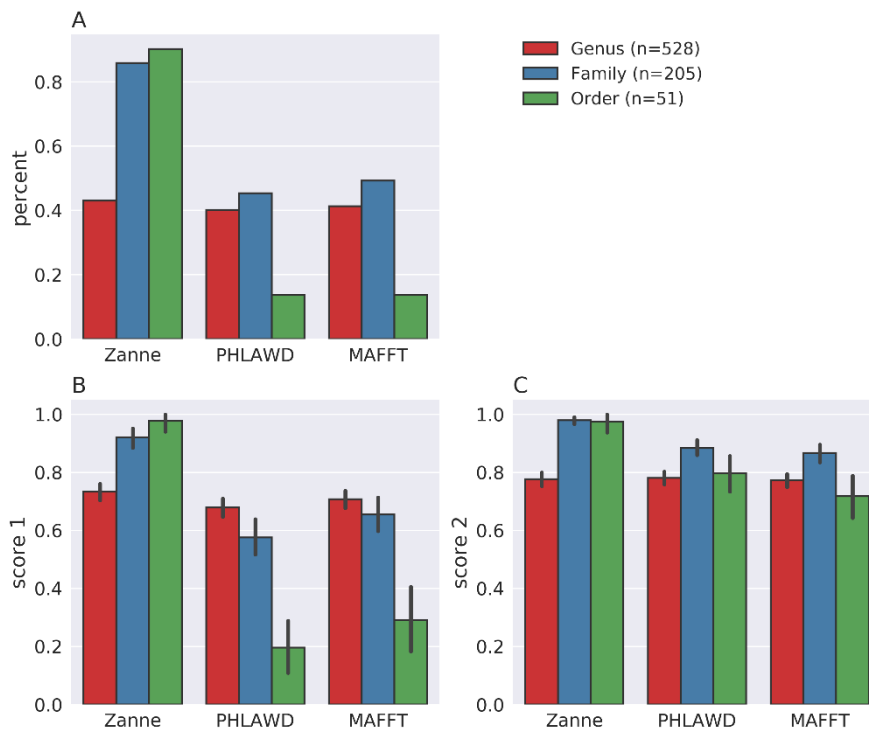 A
Genus (n=528)
Family (n=205)
Order (n=51)
percent
0.8
0.6
0.4
0.2
0.0
Zanne PHLAWD MAFFT
B
score 1
1.0
0.8
0.6
0.4
0.2
0.0
Zanne PHLAWD MAFFT
C
score 2
1.0
0.8
0.6
0.4
0.2
0.0
Zanne PHLAWD MAFFT